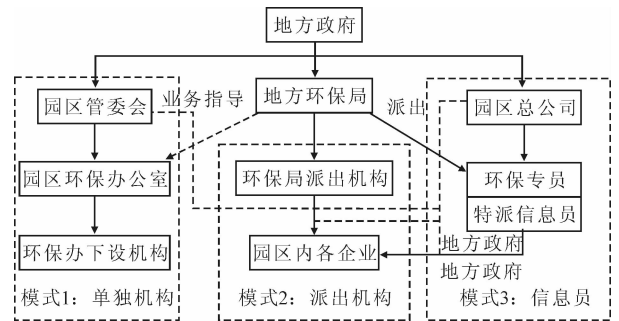 地方政府
园区管委会
业务指导
地方环保局
派出
园区总公司
园区环保办公室
环保局派出机构
环保专员
特派信息员
环保办下设机构
园区内各企业
地方政府
地方政府
模式1：单独机构
模式2：派出机构
模式3：信息员